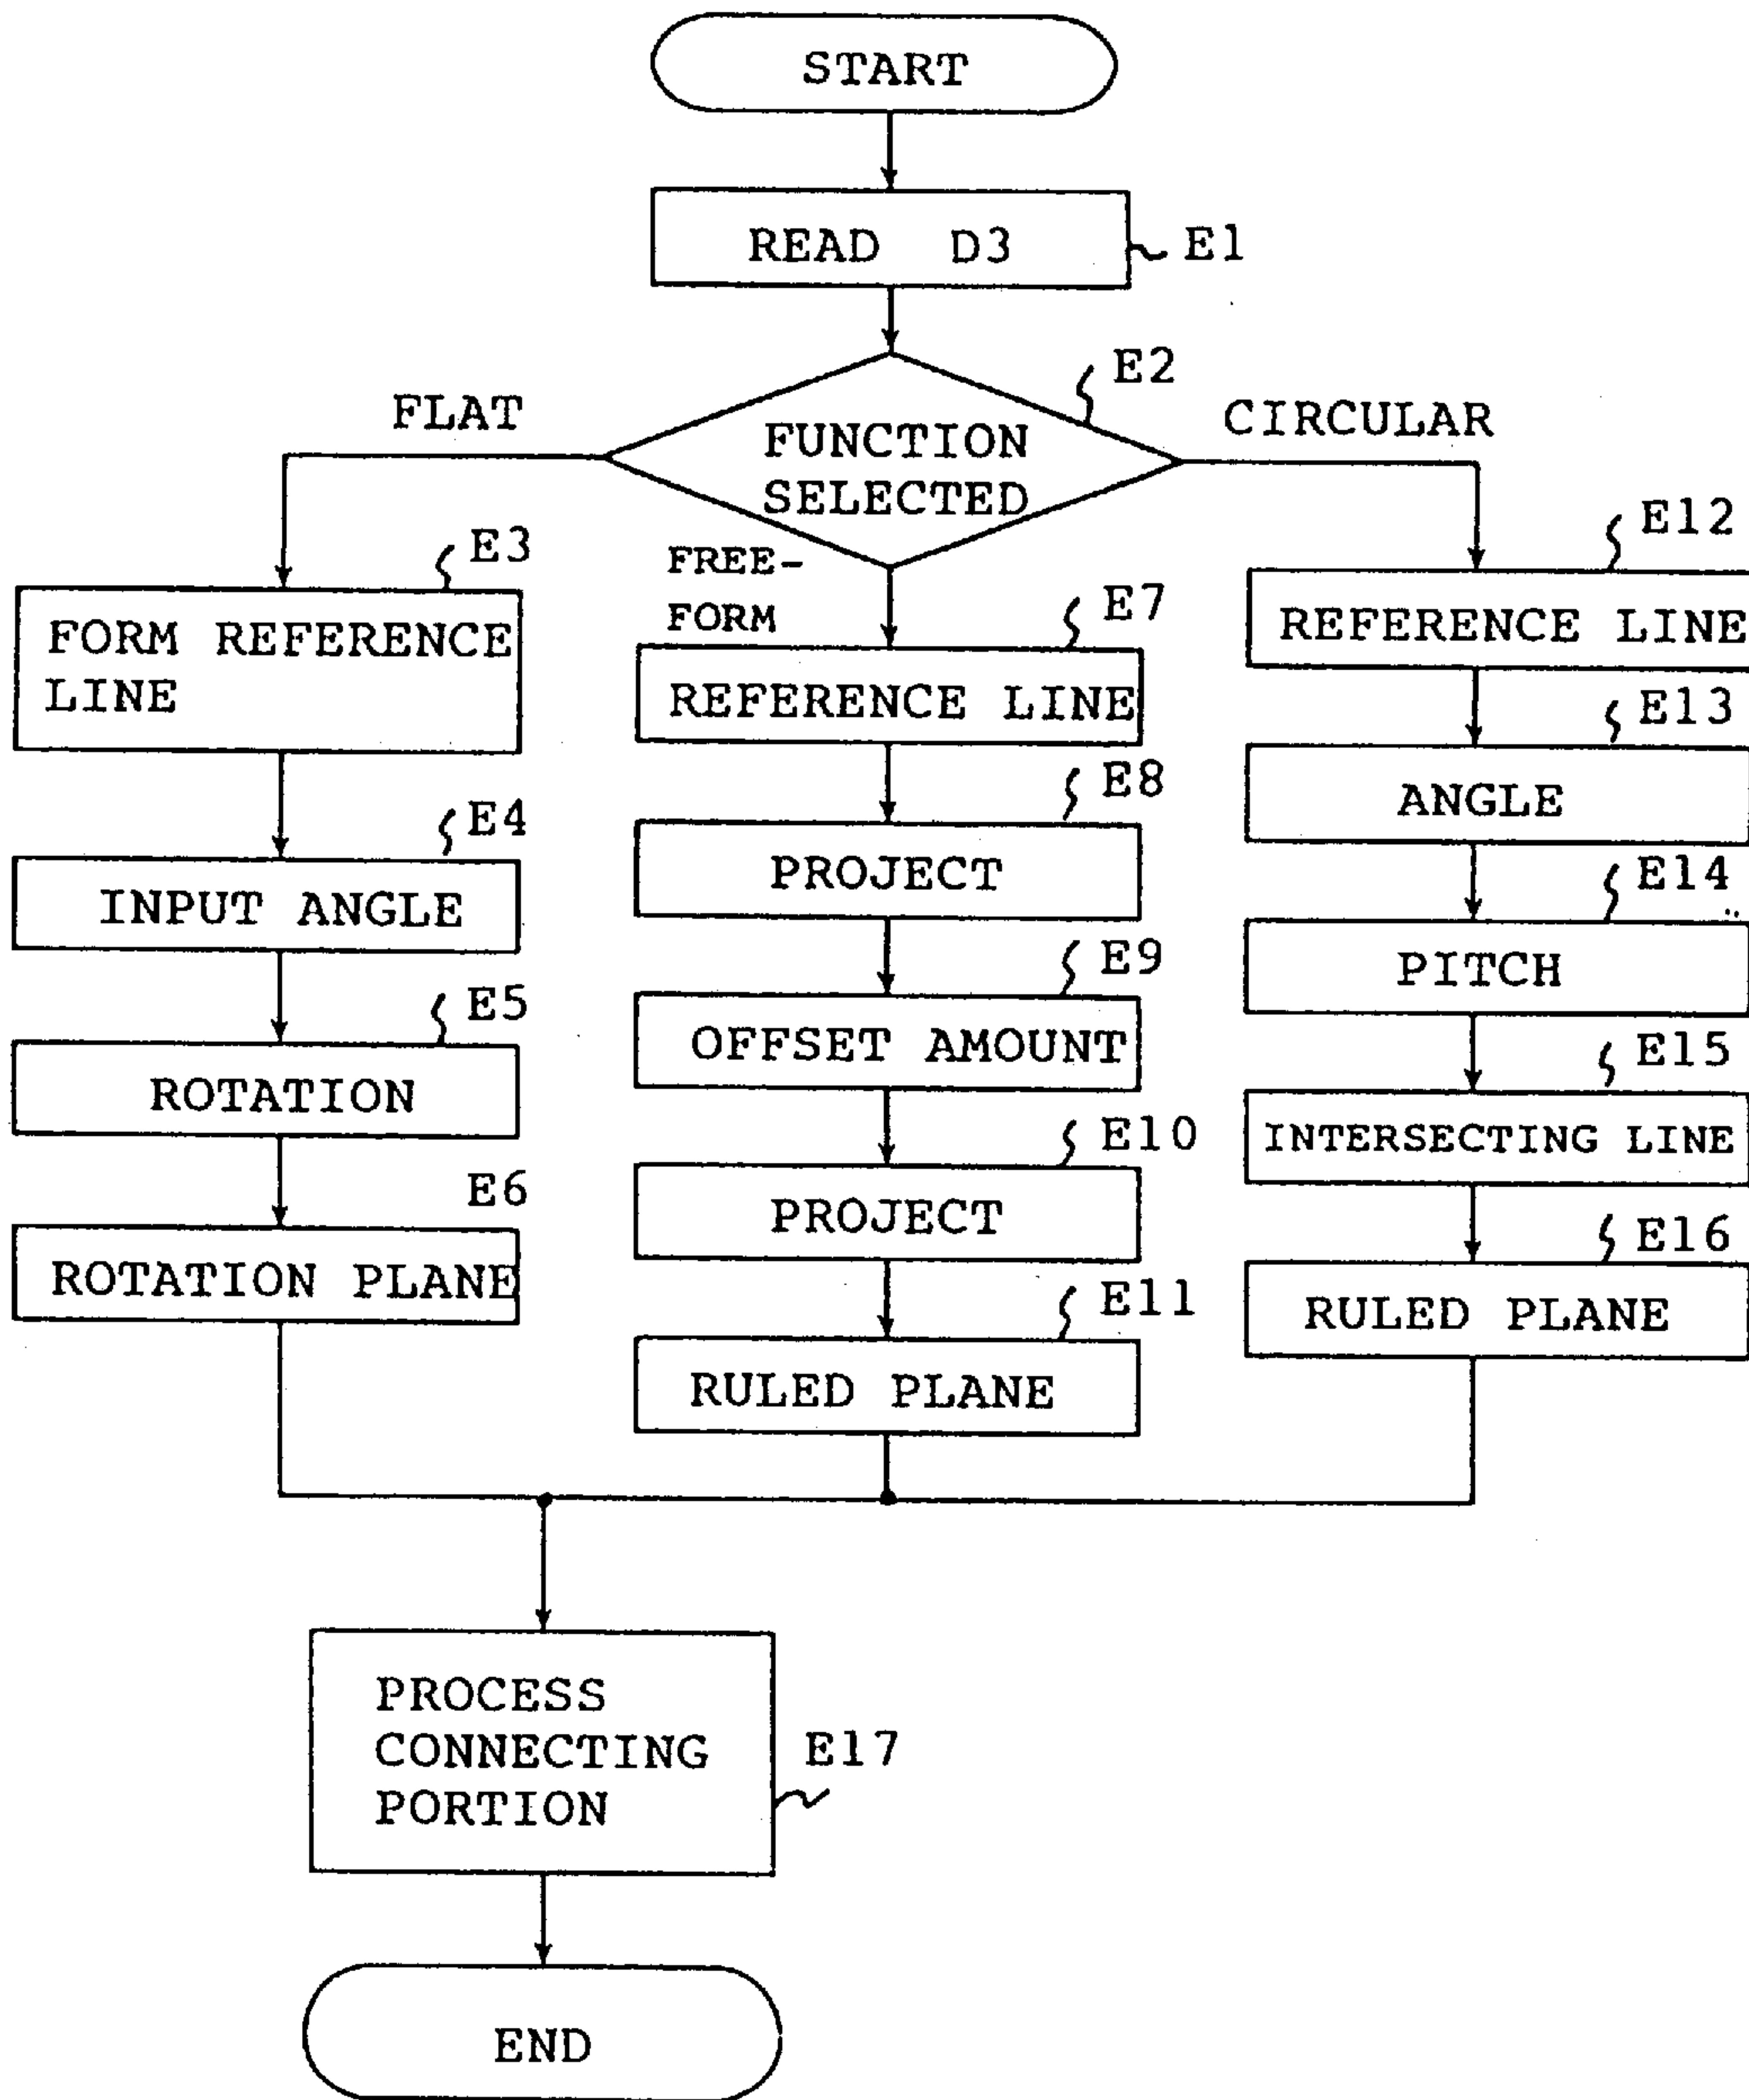 START
READ D3
E1
E2
FUNCTION
SELECTED
FLAT
FREE-
FORM
CIRCULAR
E3
FORM REFERENCE
LINE
E4
INPUT ANGLE
E5
ROTATION
E6
ROTATION PLANE
E7
REFERENCE LINE
E8
PROJECT
E9
OFFSET AMOUNT
E10
PROJECT
E11
RULED PLANE
E12
REFERENCE LINE
E13
ANGLE
E14
PITCH
E15
INTERSECTING LINE
E16
RULED PLANE
PROCESS
CONNECTING
PORTION
E17
END